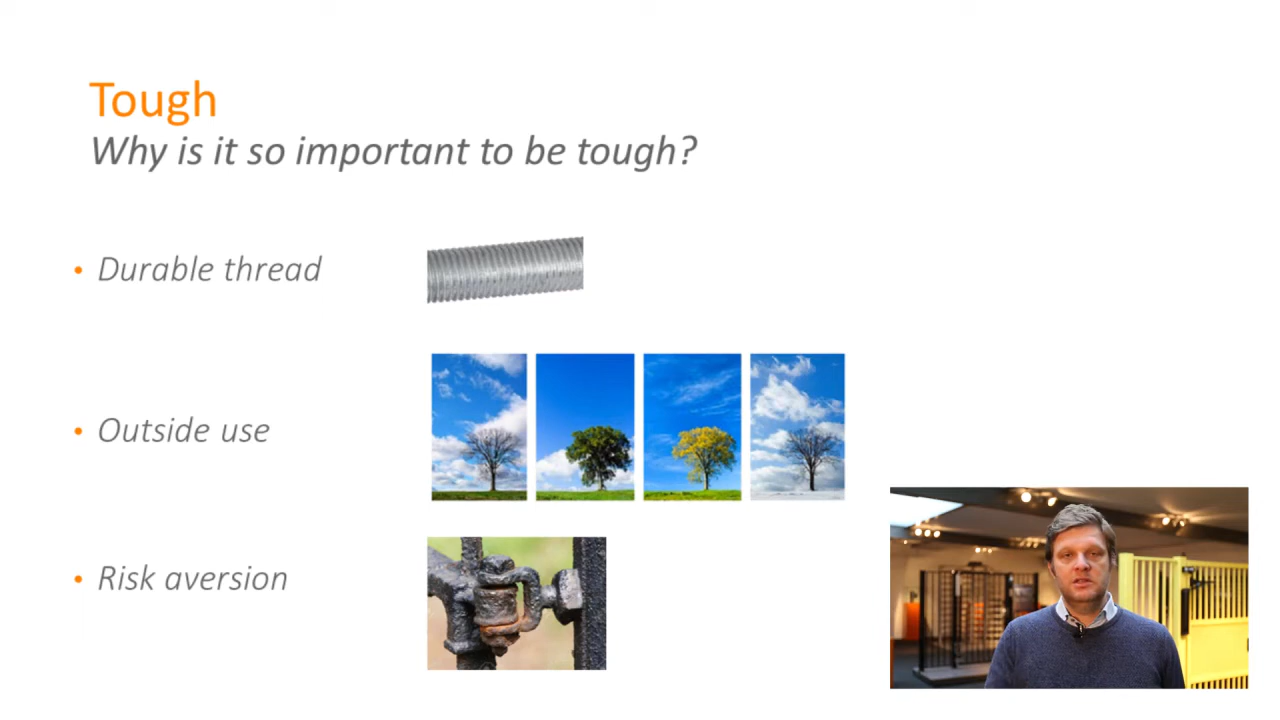 Tough
Why is it so important to be tough?
• Durable thread
• Outside use
• Risk aversion